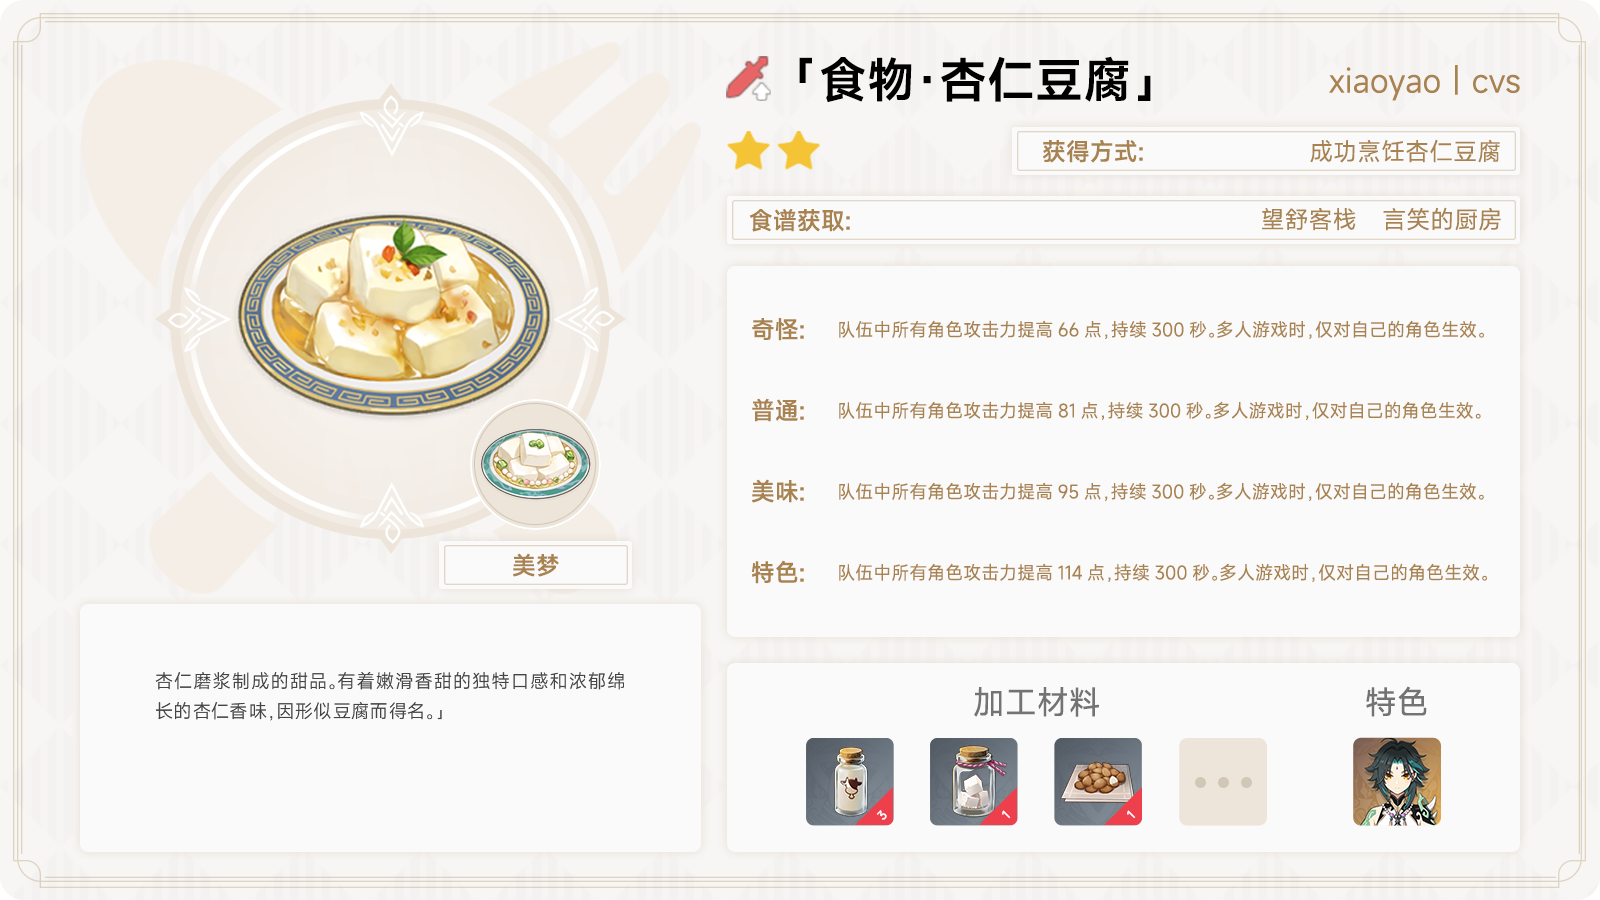 「食物·杏仁豆腐」
xiaoyao | cvs
获得方式: 成功烹饪杏仁豆腐
食谱获取: 望舒客栈 言笑的厨房
奇怪: 队伍中所有角色攻击力提高 66 点,持续 300 秒。多人游戏时,仅对自己的角色生效。
普通: 队伍中所有角色攻击力提高 81 点,持续 300 秒。多人游戏时,仅对自己的角色生效。
美味: 队伍中所有角色攻击力提高 95 点,持续 300 秒。多人游戏时,仅对自己的角色生效。
特色: 队伍中所有角色攻击力提高 114 点,持续 300 秒。多人游戏时,仅对自己的角色生效。
美梦
杏仁磨浆制成的甜品。有着嫩滑香甜的独特口感和浓郁绵
长的杏仁香味,因形似豆腐而得名。」
加工材料 特色
3 1 1